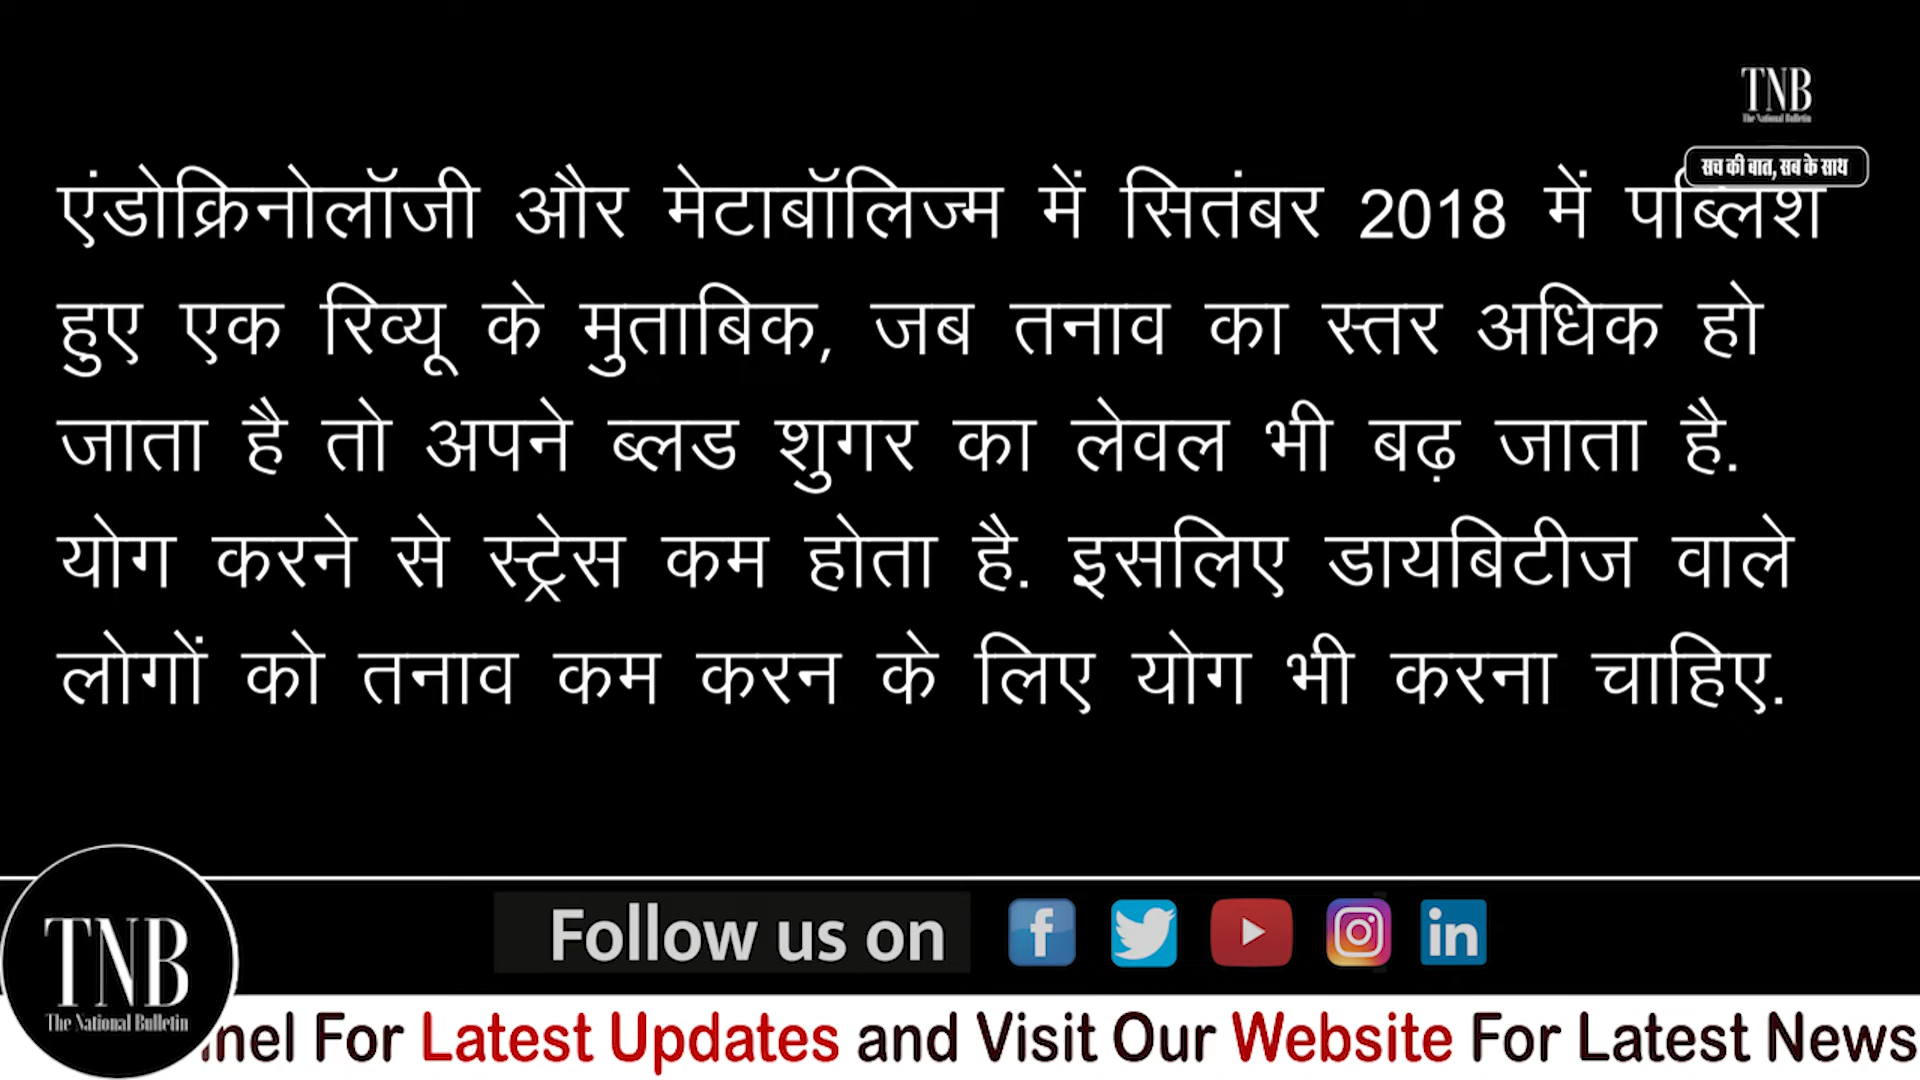 TNB
The National Bulletin
सच की बात, सब के साथ
एंडोक्रिनोलॉजी और मेटाबॉलिज्म में सितंबर 2018 में पब्लिश
हुए एक रिव्यू के मुताबिक, जब तनाव का स्तर अधिक हो
जाता है तो अपने ब्लड शुगर का लेवल भी बढ़ जाता है.
योग करने से स्ट्रेस कम होता है. इसलिए डायबिटीज वाले
लोगों को तनाव कम करन के लिए योग भी करना चाहिए.
Follow us on
TNB
The National Bulletin
nel For Latest Updates and Visit Our Website For Latest News